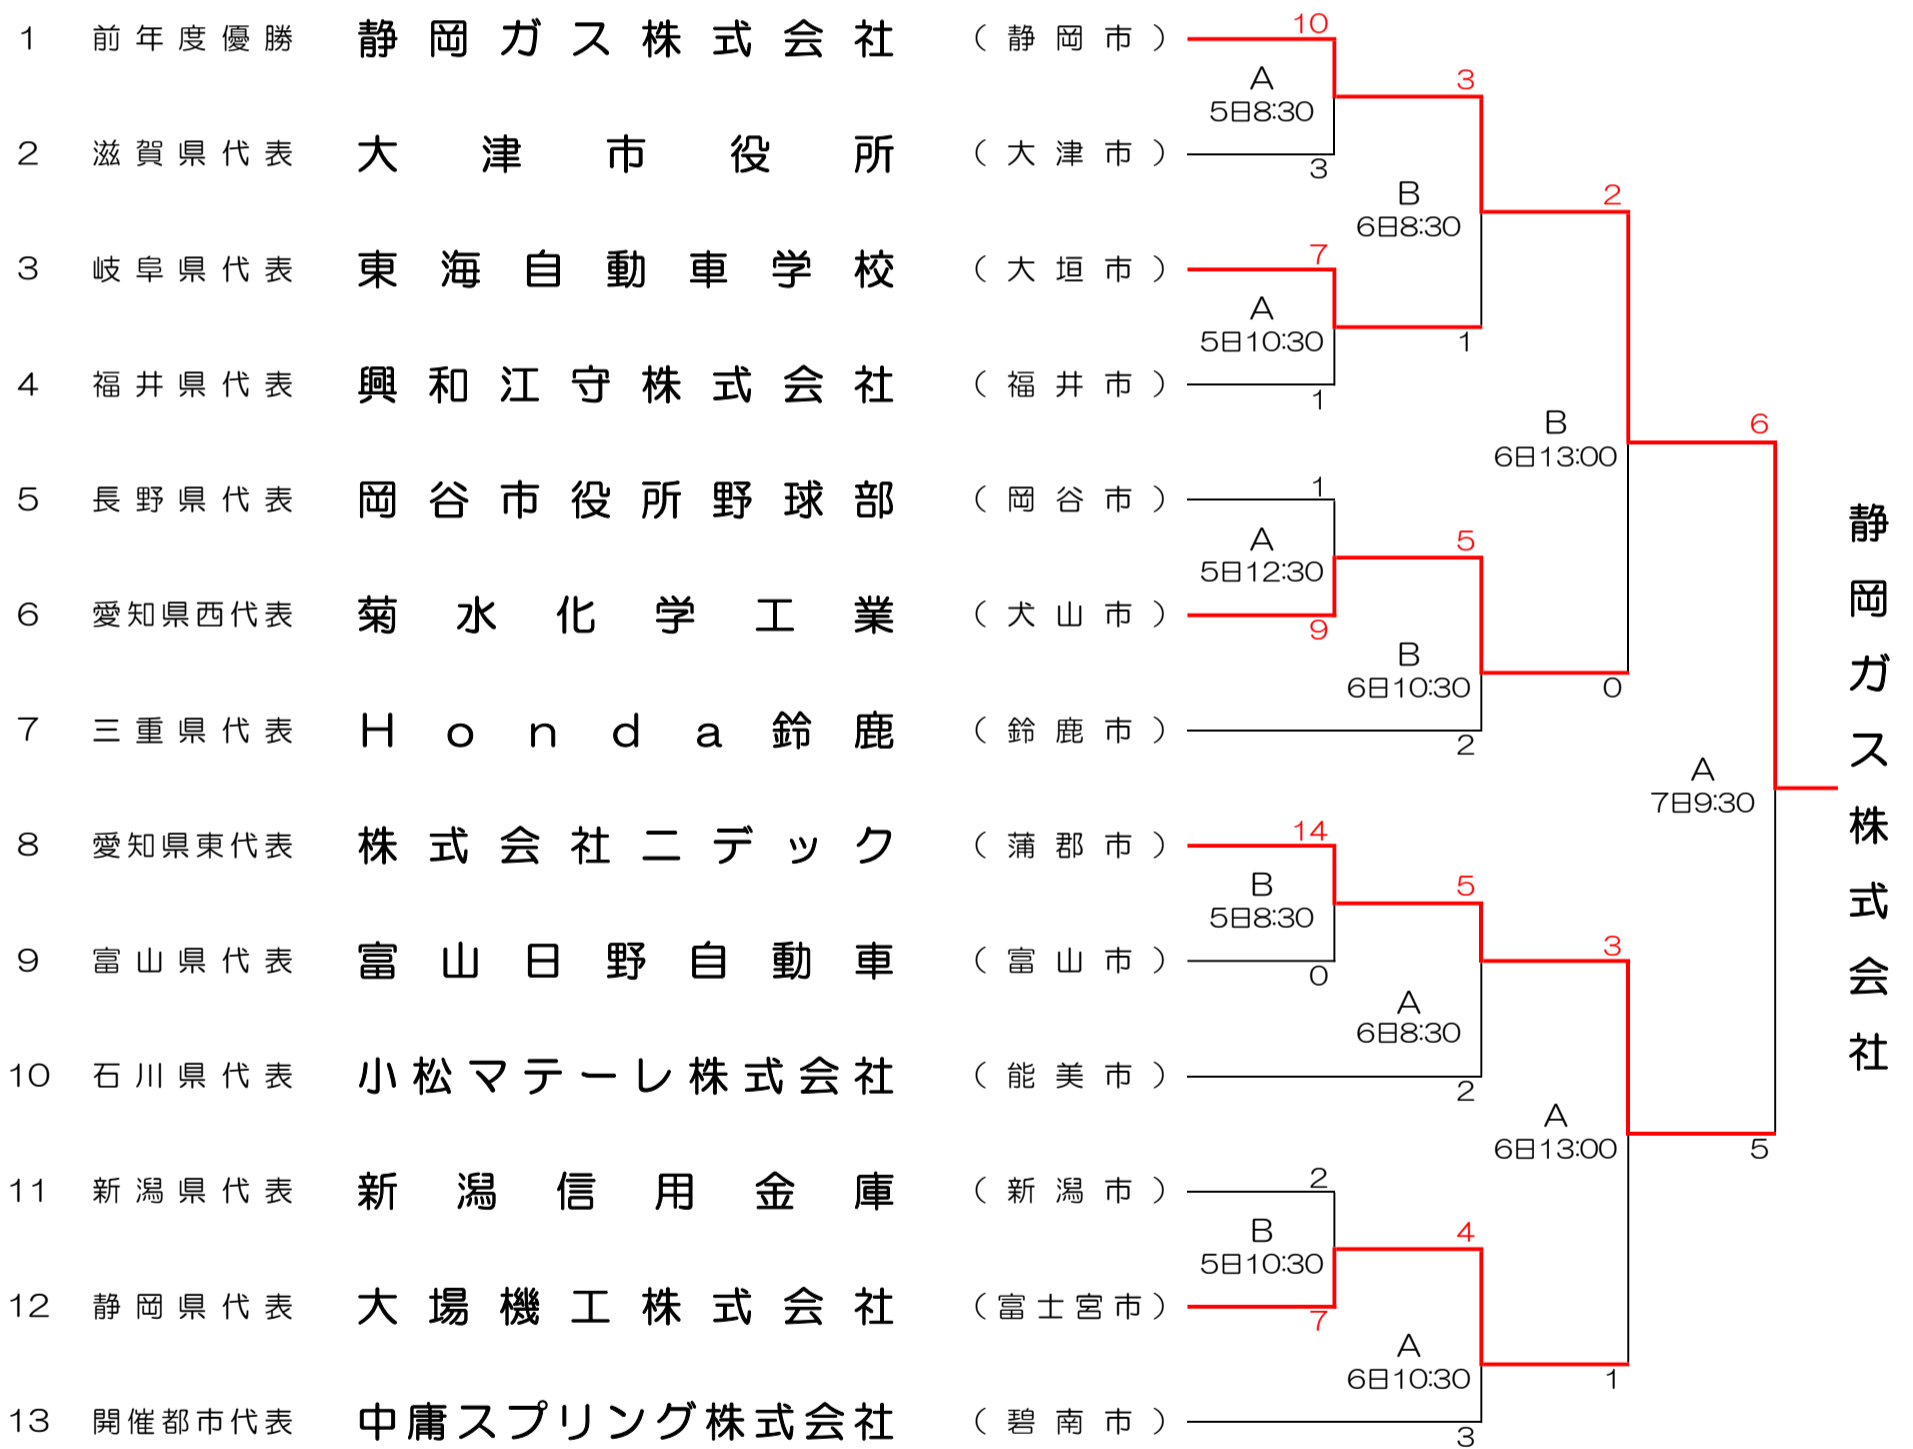 1 前年度優勝 静岡ガス株式会社 (静岡市) 10
A 3
5日8:30
2 滋賀県代表 大津市役所 (大津市) 3
B 2
6日8:30
3 岐阜県代表 東海自動車学校 (大垣市) 7
A
5日10:30 1
4 福井県代表 興和江守株式会社 (福井市) 1
B 6
6日13:00
5 長野県代表 岡谷市役所野球部 (岡谷市) 1
A 5
5日12:30
6 愛知県西代表 菊水化学工業 (犬山市) 9
B
6日10:30 0
7 三重県代表 Honda鈴鹿 (鈴鹿市) 2
A
7日9:30
静岡ガス株式会社
8 愛知県東代表 株式会社ニデック (蒲郡市) 14
B 5
5日8:30
9 富山県代表 富山日野自動車 (富山市) 0
3
A
6日8:30
10 石川県代表 小松マテーレ株式会社 (能美市) 2
A
6日13:00 5
11 新潟県代表 新潟信用金庫 (新潟市) 2
B 4
5日10:30
12 静岡県代表 大場機工株式会社 (富士宮市) 7
A
6日10:30 1
13 開催都市代表 中庸スプリング株式会社 (碧南市) 3